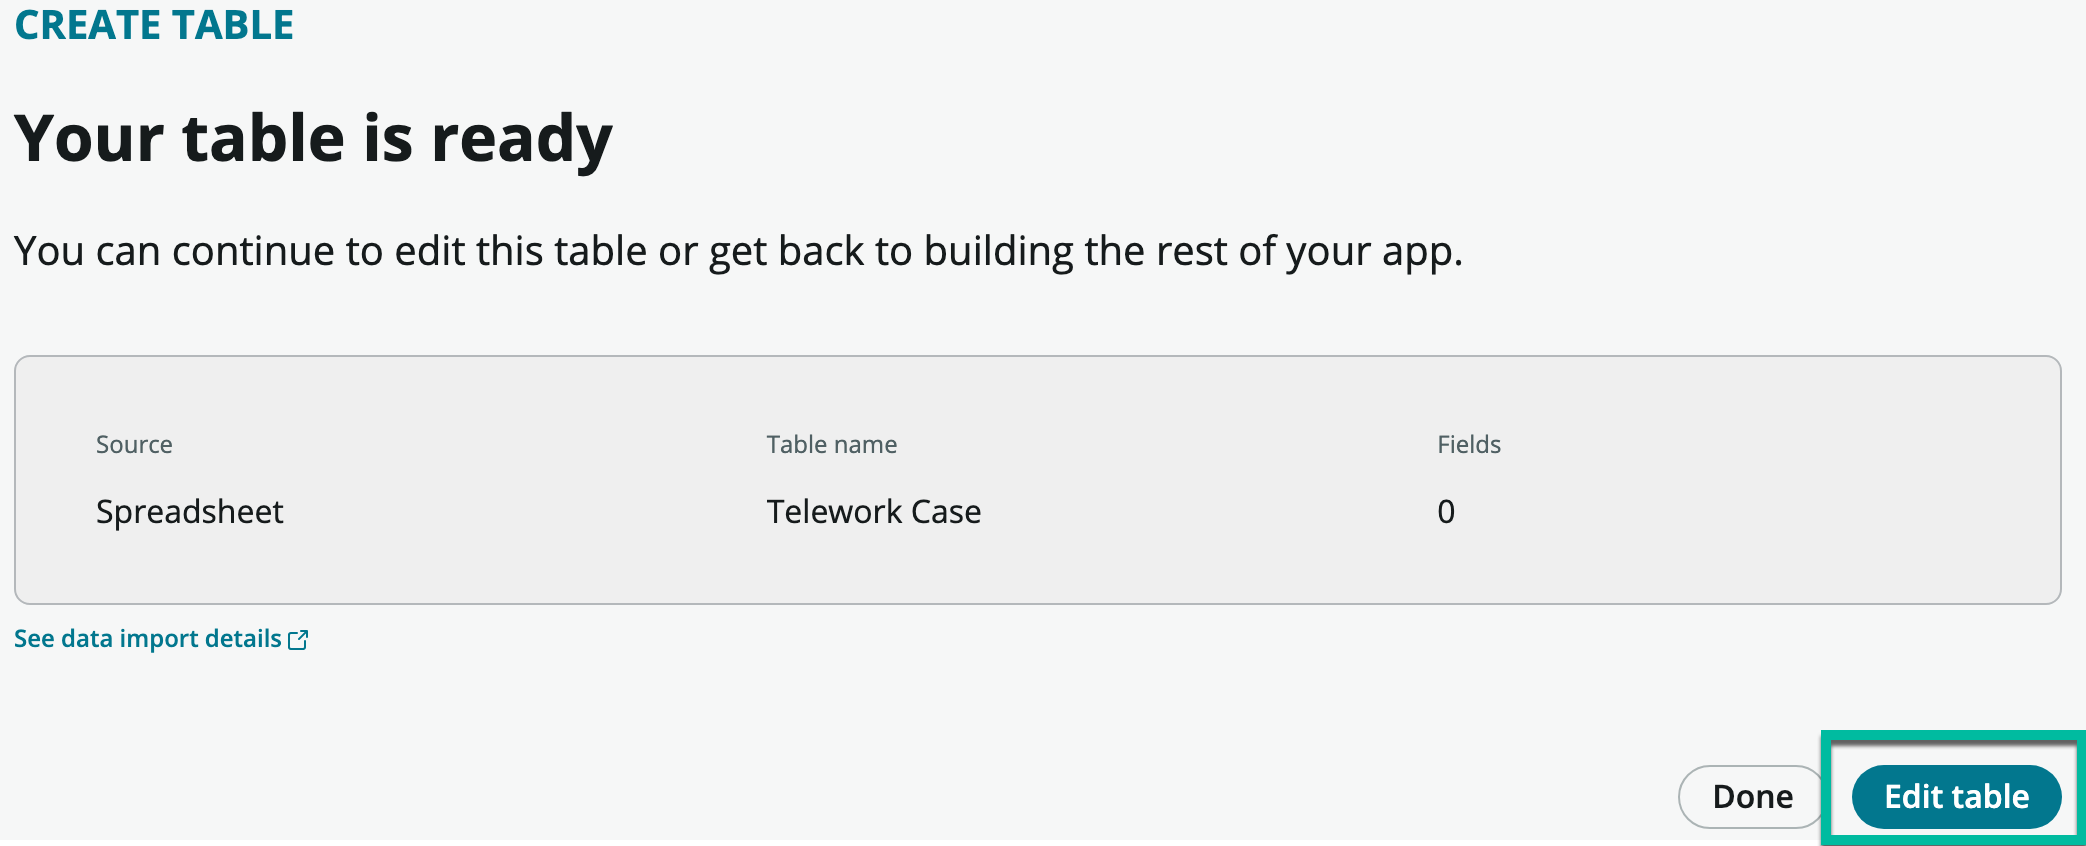 CREATE TABLE
Your table is ready
You can continue to edit this table or get back to building the rest of your app.
Source Table name Fields
Spreadsheet Telework Case 0
See data import details
Done Edit table